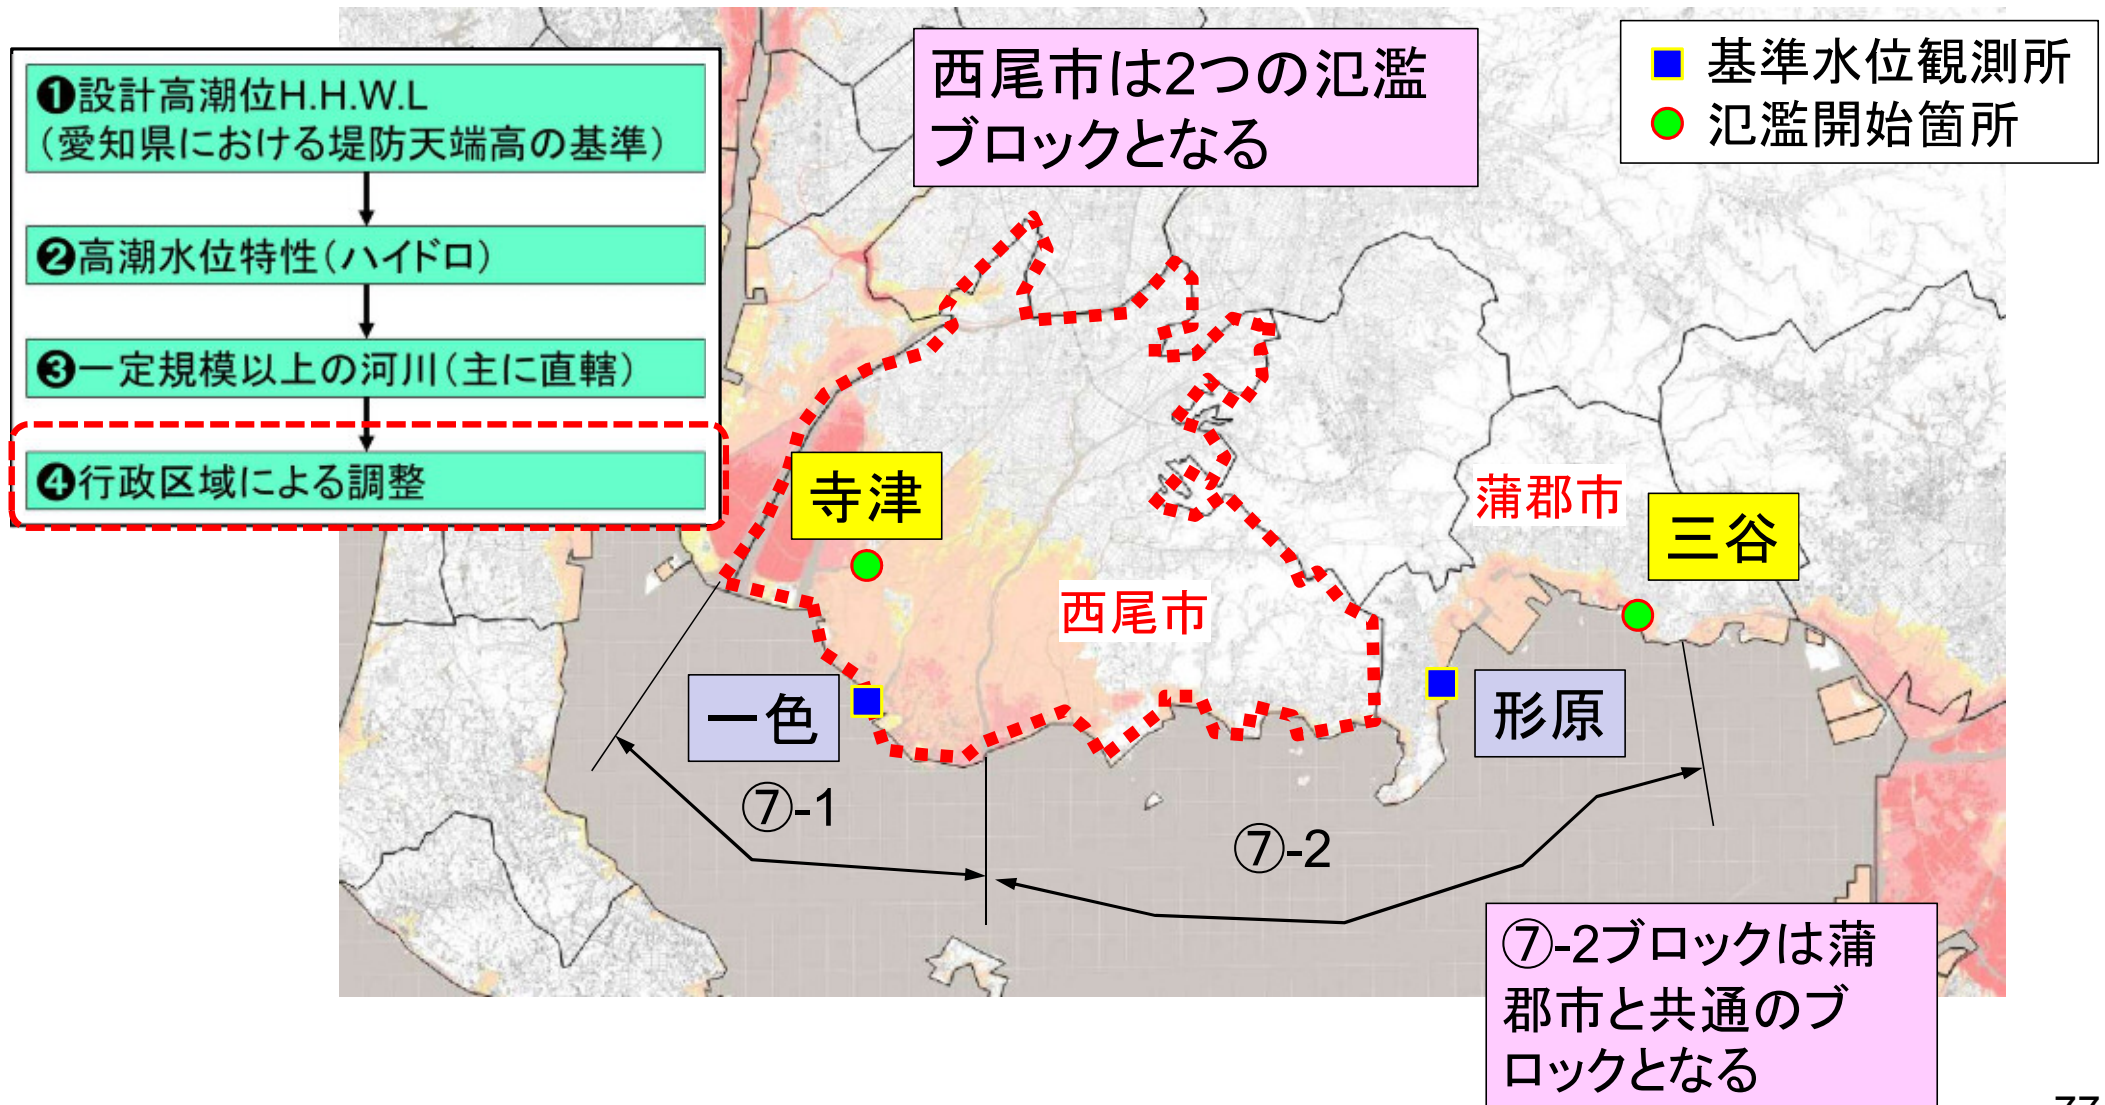 ❶設計高潮位H.H.W.L
(愛知県における堤防天端高の基準)
❷高潮水位特性(ハイドロ)
❸一定規模以上の河川(主に直轄)
❹行政区域による調整
西尾市は2つの氾濫
ブロックとなる
基準水位観測所
氾濫開始箇所
寺津
蒲郡市
三谷
西尾市
一色
形原
⑦-1
⑦-2
⑦-2ブロックは蒲
郡市と共通のブ
ロックとなる